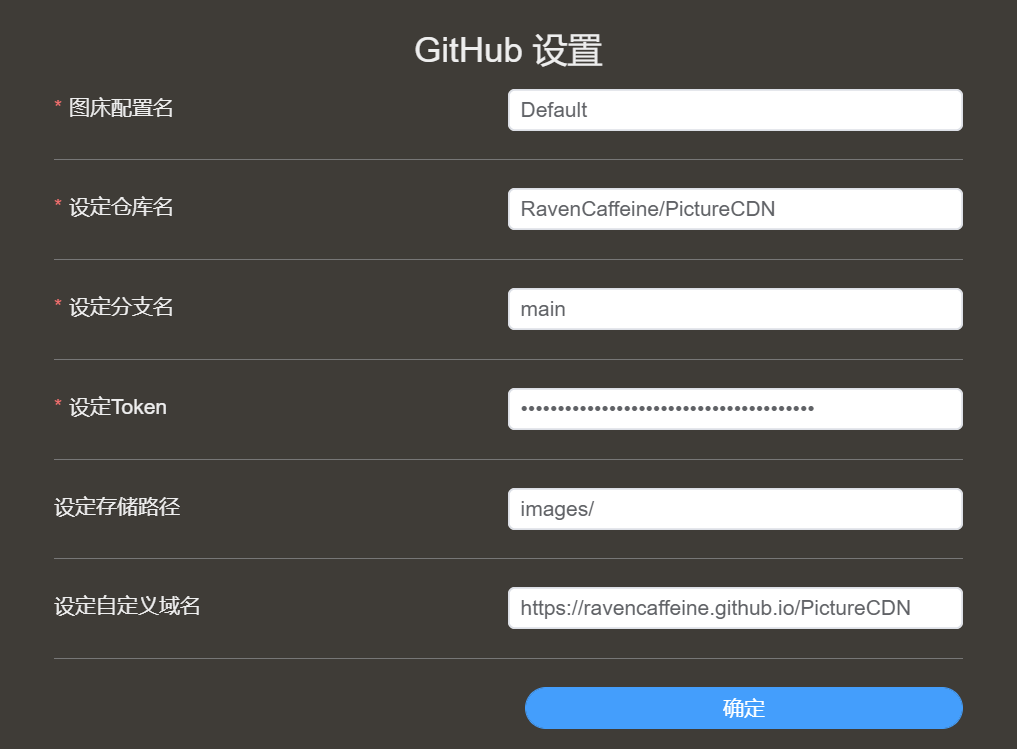 GitHub 设置
* 图床配置名
Default
* 设定仓库名
RavenCaffeine/PictureCDN
* 设定分支名
main
* 设定Token
••••••••••••••••••••••••••••••••••••••••
设定存储路径
images/
设定自定义域名
https://ravencaffeine.github.io/PictureCDN
确定